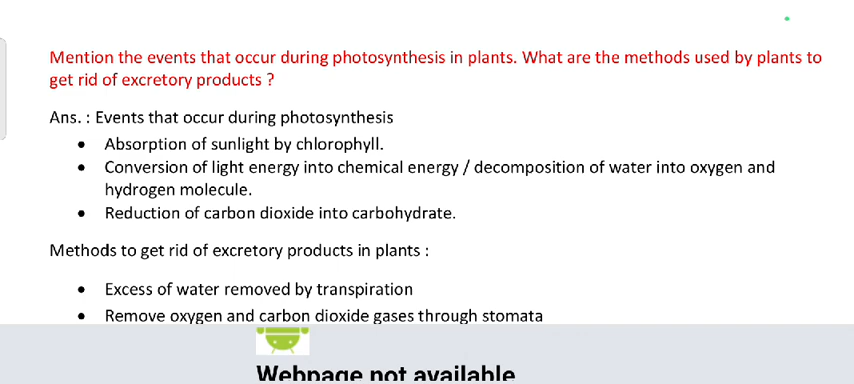 Mention the events that occur during photosynthesis in plants. What are the methods used by plants to
get rid of excretory products ?
Ans. : Events that occur during photosynthesis
• Absorption of sunlight by chlorophyll.
• Conversion of light energy into chemical energy / decomposition of water into oxygen and
hydrogen molecule.
• Reduction of carbon dioxide into carbohydrate.
Methods to get rid of excretory products in plants :
• Excess of water removed by transpiration
• Remove oxygen and carbon dioxide gases through stomata
Webpage not available